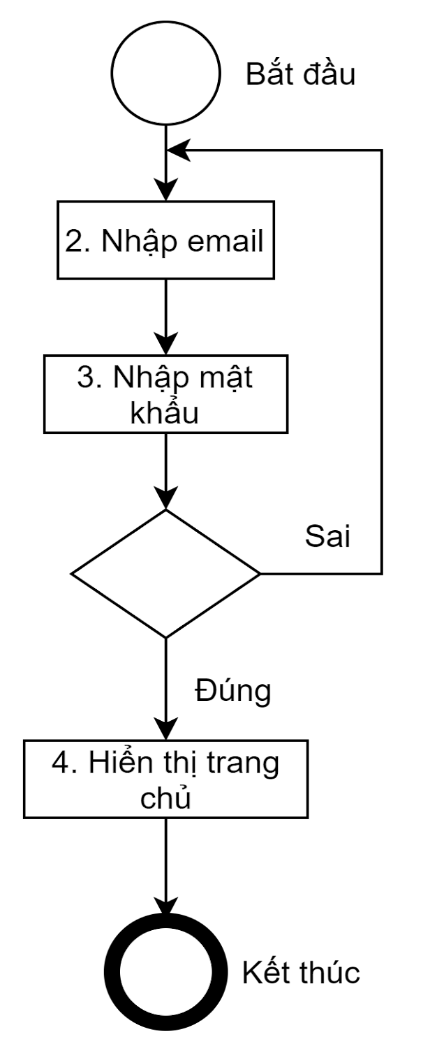 Bắt đầu
2. Nhập email
3. Nhập mật
khẩu
Sai
Đúng
4. Hiển thị trang
chủ
Kết thúc